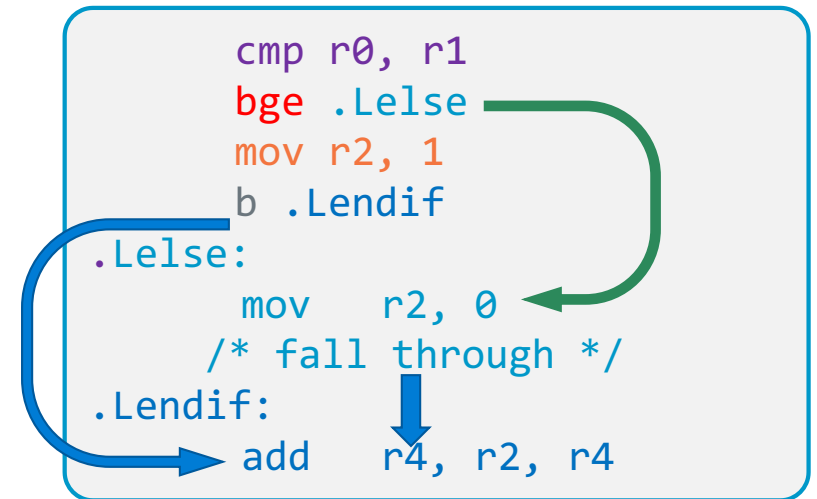 cmp r0, r1
bge .Lelse
mov r2, 1
b .Lendif
.Lelse:
mov r2, 0
/* fall through */
.Lendif:
add r4, r2, r4